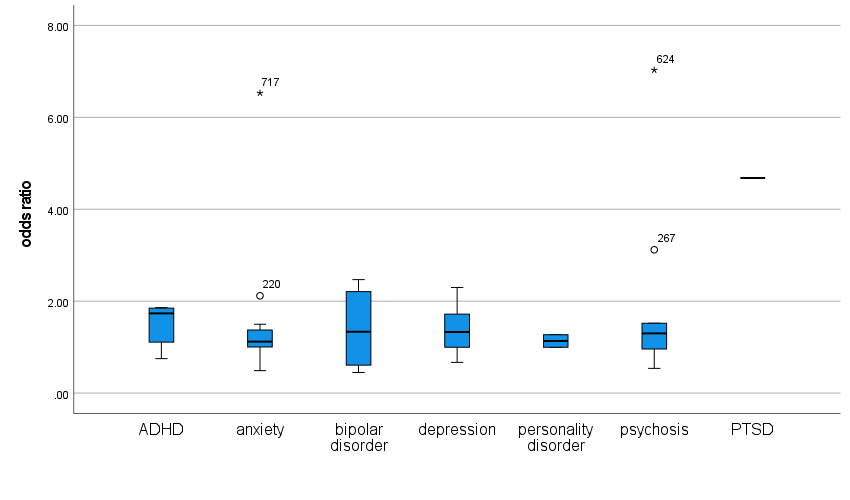 8.00
717
624
6.00
odds ratio
4.00
267
220
2.00
.00
ADHD
anxiety
bipolar
disorder
depression
personality
disorder
psychosis
PTSD